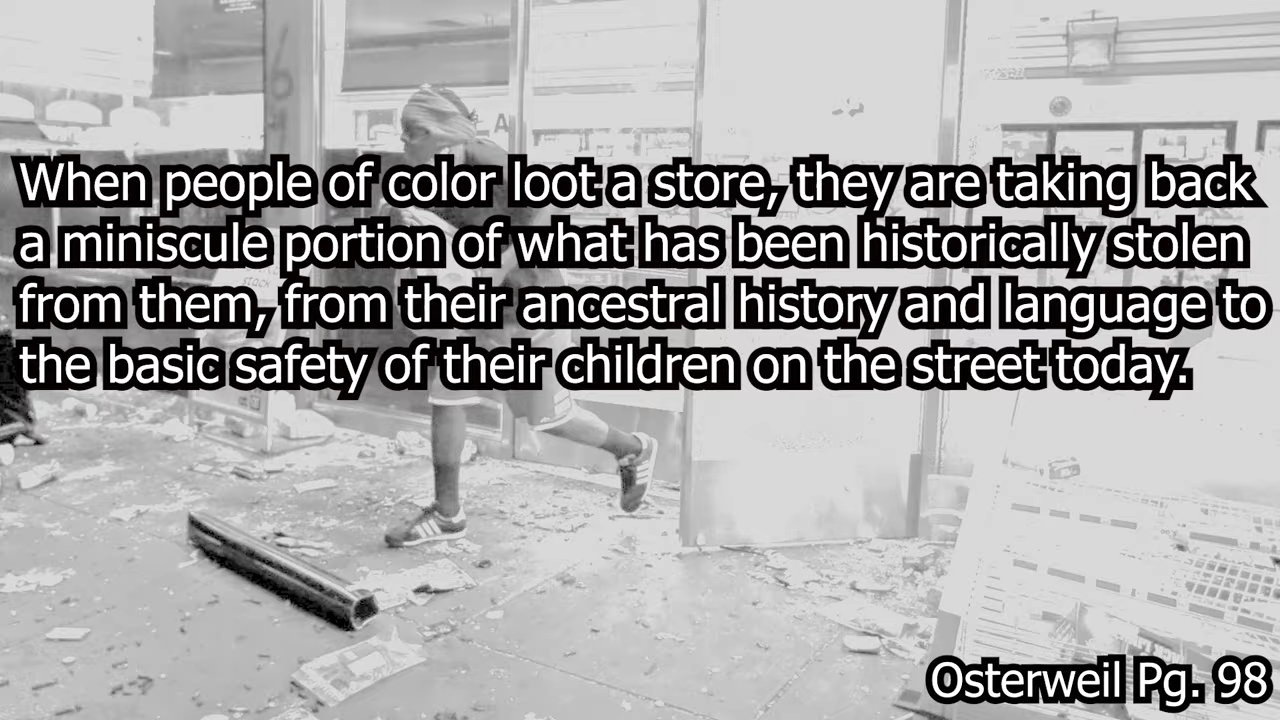 When people of color loot a store, they are taking back
a miniscule portion of what has been historically stolen
from them, from their ancestral history and language to
the basic safety of their children on the street today.
Osterweil Pg. 98